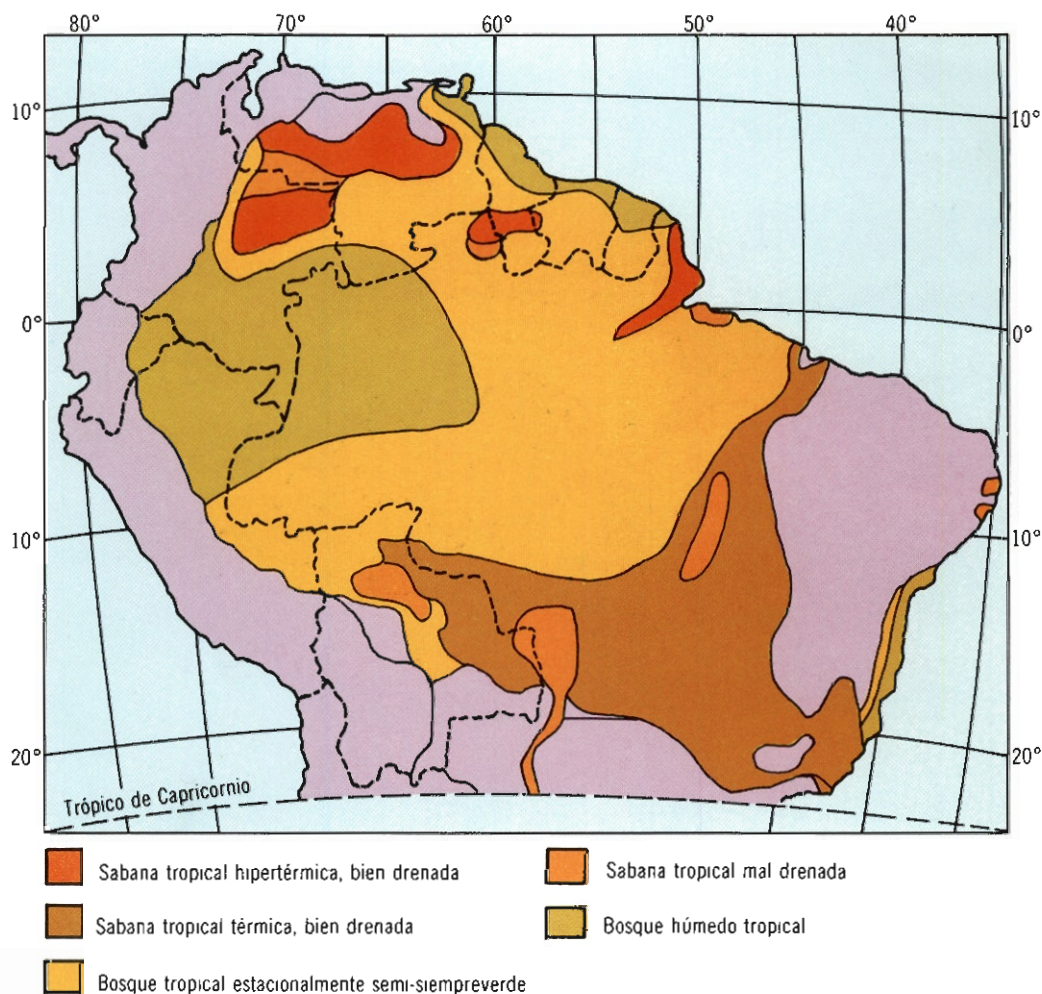 80° 70° 60° 50° 40°
10° 10°
0° 0°
10° 10°
20° 20°
Trópico de Capricornio
Sabana tropical hipertérmica, bien drenada
Sabana tropical mal drenada
Sabana tropical térmica, bien drenada
Bosque húmedo tropical
Bosque tropical estacionalmente semi-siempreverde